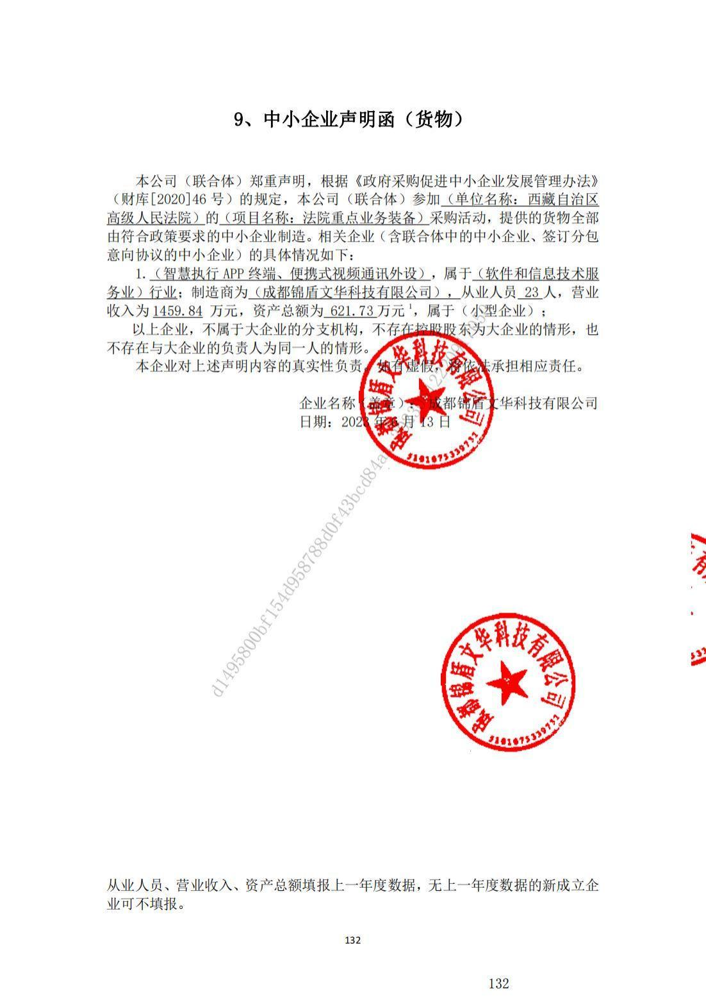 9、中小企业声明函（货物）
本公司（联合体）郑重声明，根据《政府采购促进中小企业发展管理办法》
（财库[2020]46 号）的规定，本公司（联合体）参加（单位名称：西藏自治区
高级人民法院）的（项目名称：法院重点业务装备）采购活动，提供的货物全部
由符合政策要求的中小企业制造。相关企业（含联合体中的中小企业、签订分包
意向协议的中小企业）的具体情况如下：
1.（智慧执行 APP 终端、便携式视频通讯外设），属于（软件和信息技术服
务业）行业；制造商为（成都锦盾文华科技有限公司），从业人员 23 人，营业
收入为 1459.84 万元，资产总额为 621.73 万元1，属于（小型企业）；
以上企业，不属于大企业的分支机构，不存在控股股东为大企业的情形，也
不存在与大企业的负责人为同一人的情形。
本企业对上述声明内容的真实性负责。如有虚假，将依法承担相应责任。
企业名称（盖章）：成都锦盾文华科技有限公司
日期：2023 年 6 月 13 日
成都锦盾文华科技有限公司
5101075339732
d1495800bf154d958788d0f43bcd84a
成都锦盾文华科技有限公司
5101075339732
有
533
从业人员、营业收入、资产总额填报上一年度数据，无上一年度数据的新成立企
业可不填报。
132
132